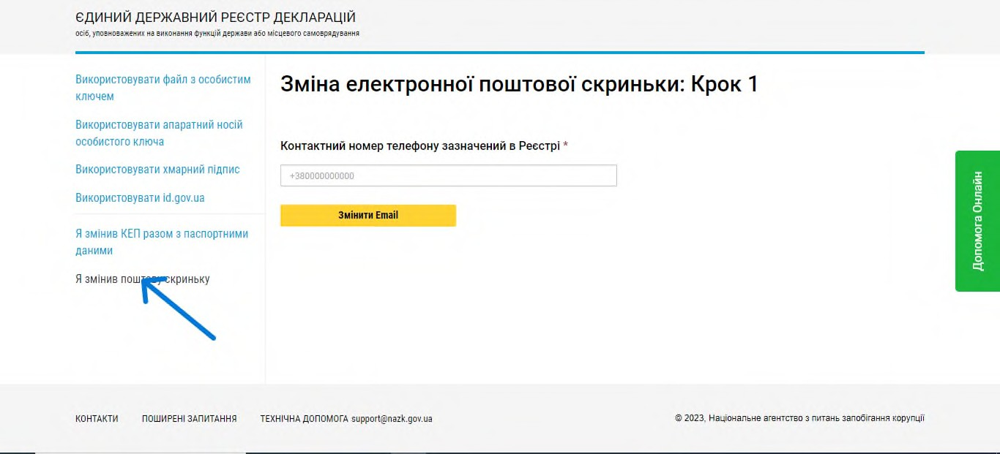 ЄДИНИЙ ДЕРЖАВНИЙ РЕЄСТР ДЕКЛАРАЦІЙ
осіб, уповноважених на виконання функцій держави або місцевого самоврядування
Використовувати файл з особистим
ключем
Використовувати апаратний носій
особистого ключа
Використовувати хмарний підпис
Використовувати id.gov.ua
Я змінив КЕП разом з паспортними
даними
Я змінив поштову скриньку
Зміна електронної поштової скриньки: Крок 1
Контактний номер телефону зазначений в Реєстрі *
+380000000000
Змінити Email
Допомога Онлайн
КОНТАКТИ ПОШИРЕНІ ЗАПИТАННЯ ТЕХНІЧНА ДОПОМОГА support@nazk.gov.ua
© 2023, Національне агентство з питань запобігання корупції